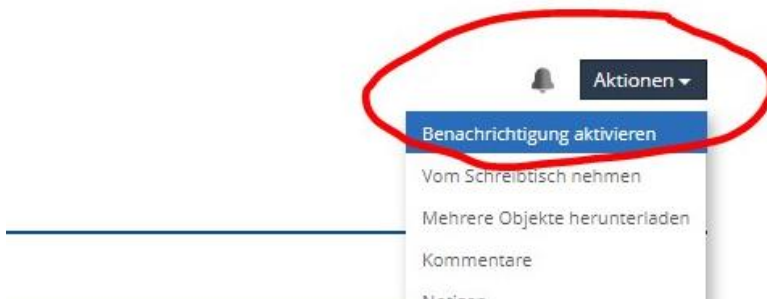 Aktionen
Benachrichtigung aktivieren
Vom Schreibtisch nehmen
Mehrere Objekte herunterladen
Kommentare